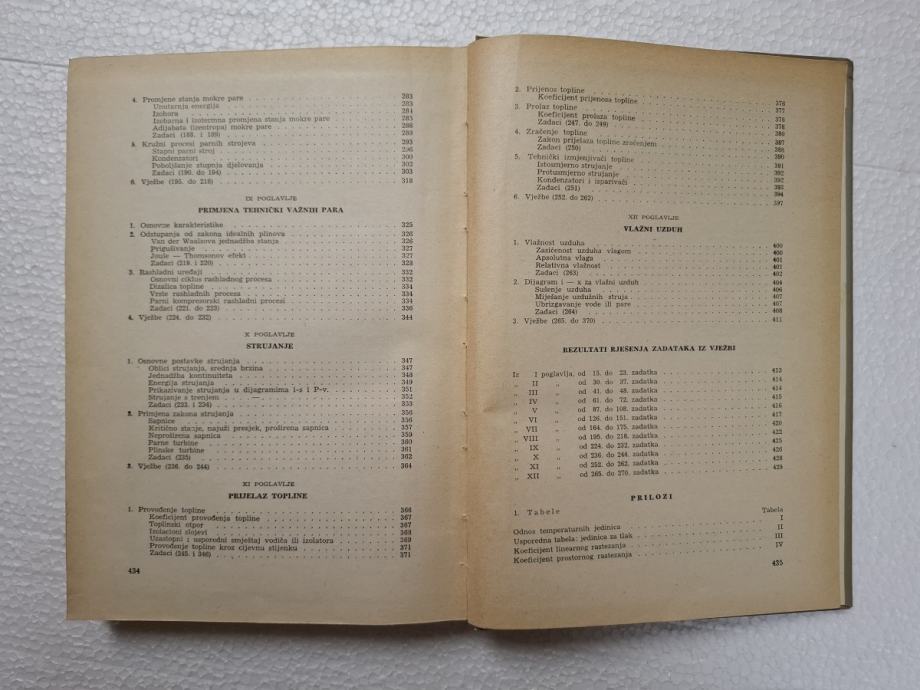 4. Promjene stanja mokre pare . . . 283
Unutarnja energija . . . 283
Izohora . . . 284
Izobarna i izotermna promjena stanja mokre pare . . . 285
Adijabata (izentropa) mokre pare . . . 286
Zadaci (188. i 189) . . . 289
5. Kružni procesi parnih strojeva . . . 293
Stapni parni stroj . . . 296
Kondenzatori . . . 300
Poboljšanje stupnja djelovanja . . . 302
Zadaci (190. do 194) . . . 303
6. Vježbe (195. do 218) . . . 318
IX POGLAVLJE
PRIMJENA TEHNIČKI VAŽNIH PARA
1. Osnovne karakteristike . . . 325
2. Odstupanja od zakona idealnih plinova . . . 326
Van der Waalsova jednadžba stanja . . . 326
Prigušivanje . . . 327
Joule — Thomsonov efekt . . . 327
Zadaci (219. i 220) . . . 328
3. Rashladni uređaji . . . 332
Osnovni ciklus rashladnog procesa . . . 332
Dizalica topline . . . 334
Vrste rashladnih procesa . . . 334
Parni kompresorski rashladni procesi . . . 334
Zadaci (221. do 223) . . . 336
4. Vježbe (224. do 232) . . . 344
X POGLAVLJE
STRUJANJE
1. Osnovne postavke strujanja . . . 347
Oblici strujanja, srednja brzina . . . 347
Jednadžba kontinuiteta . . . 348
Energija strujanja . . . 349
Prikazivanje strujanja u dijagramima i-s i P-v. . . . 351
Strujanje s trenjem . . . — . . . 352
Zadaci (233. i 234) . . . 353
2. Primjena zakona strujanja . . . 356
Sapnice . . . 356
Kritično stanje, najuži presjek, proširena sapnica . . . 357
Neproširena sapnica . . . 359
Parne turbine . . . 360
Plinske turbine . . . 361
Zadaci (235) . . . 362
3. Vježbe (236. do 244) . . . 364
XI POGLAVLJE
PRIJELAZ TOPLINE
1. Provođenje topline . . . 366
Koeficijent provođenja topline . . . 367
Toplinski otpor . . . 367
Izolacioni slojevi . . . 368
Uzastopni i usporedni smještaj vodiča ili izolatora . . . 369
Provođenje topline kroz cijevnu stijenku . . . 371
Zadaci (245. i 246) . . . 371
434
2. Prijenos topline . . . 376
Koeficijent prijenoza topline . . . 377
3. Prolaz topline . . . 378
Koeficijent prolaza topline . . . 378
Zadaci (247. do 249) . . . 380
4. Zračenje topline . . . 387
Zakon prijelaza topline zračenjem . . . 388
Zadaci (250) . . . 390
5. Tehnički izmjenjivači topline . . . 391
Istosmjerno strujanje . . . 392
Protusmjerno strujanje . . . 392
Kondenzatori i isparivači . . . 393
Zadaci (251) . . . 394
6. Vježbe (252. do 262) . . . 397
XII POGLAVLJE
VLAŽNI UZDUH
1. Vlažnost uzduha . . . 400
Zasićenost uzduha vlagom . . . 400
Apsolutna vlaga . . . 401
Relativna vlažnost . . . 401
Zadaci (263) . . . 402
2. Dijagram i — x za vlažni uzduh . . . 404
Sušenje uzduha . . . 406
Miješanje uzdužnih struja . . . 407
Ubrizgavanje vode ili pare . . . 407
Zadaci (264) . . . 408
3. Vježbe (265. do 370) . . . 411
REZULTATI RJEŠENJA ZADATAKA IZ VJEŽBI
Iz I poglavlja, od 15. do 23. zadatka . . . 413
„ II „ od 30. do 37. zadatka . . . 414
„ III „ od 41. do 48. zadatka . . . 414
„ IV „ od 61. do 72. zadatka . . . 415
„ V „ od 87. do 108. zadatka . . . 416
„ VI „ od 126. do 151. zadatka . . . 417
„ VII „ od 164. do 175. zadatka . . . 420
„ VIII „ od 195. do 218. zadatka . . . 422
„ IX „ od 224. do 232. zadatka . . . 425
„ X „ od 236. do 244. zadatka . . . 426
„ XI „ od 252. do 262. zadatka . . . 428
„ XII „ od 265. do 270. zadatka . . . 429
PRILOZI
1. Tabele Tabela
Odnos temperaturnih jedinica . . . I
Usporedna tabela: jedinica za tlak . . . II
Koeficijent linearnog rastezanja . . . III
Koeficijent prostornog rastezanja . . . IV
435